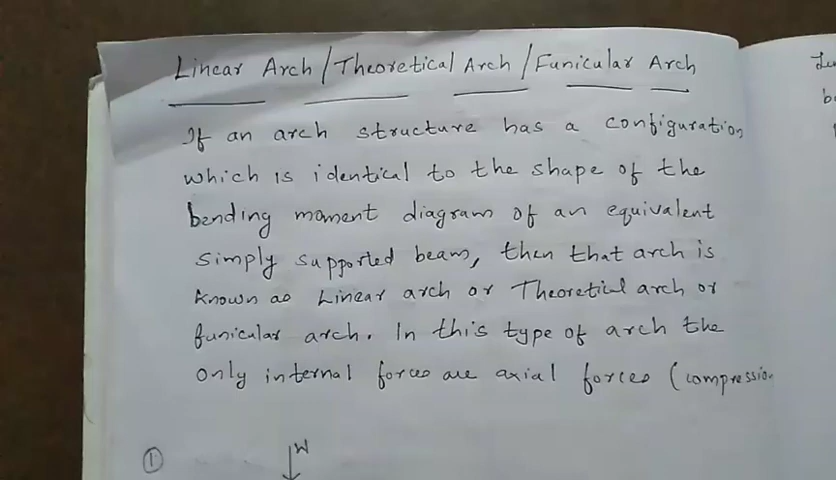 Linear Arch/Theoretical Arch/Funicular Arch
If an arch structure has a configuration
which is identical to the shape of the
bending moment diagram of an equivalent
simply supported beam, then that arch is
known as Linear arch or Theoretical arch or
funicular arch. In this type of arch the
only internal forces are axial forces (compression
① W